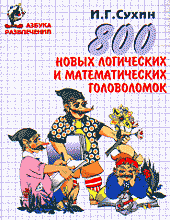 АЗБУКА
РАЗВЛЕЧЕНИЙ
И.Г.СУХИН
800
НОВЫХ ЛОГИЧЕСКИХ
И МАТЕМАТИЧЕСКИХ
ГОЛОВОЛОМОК